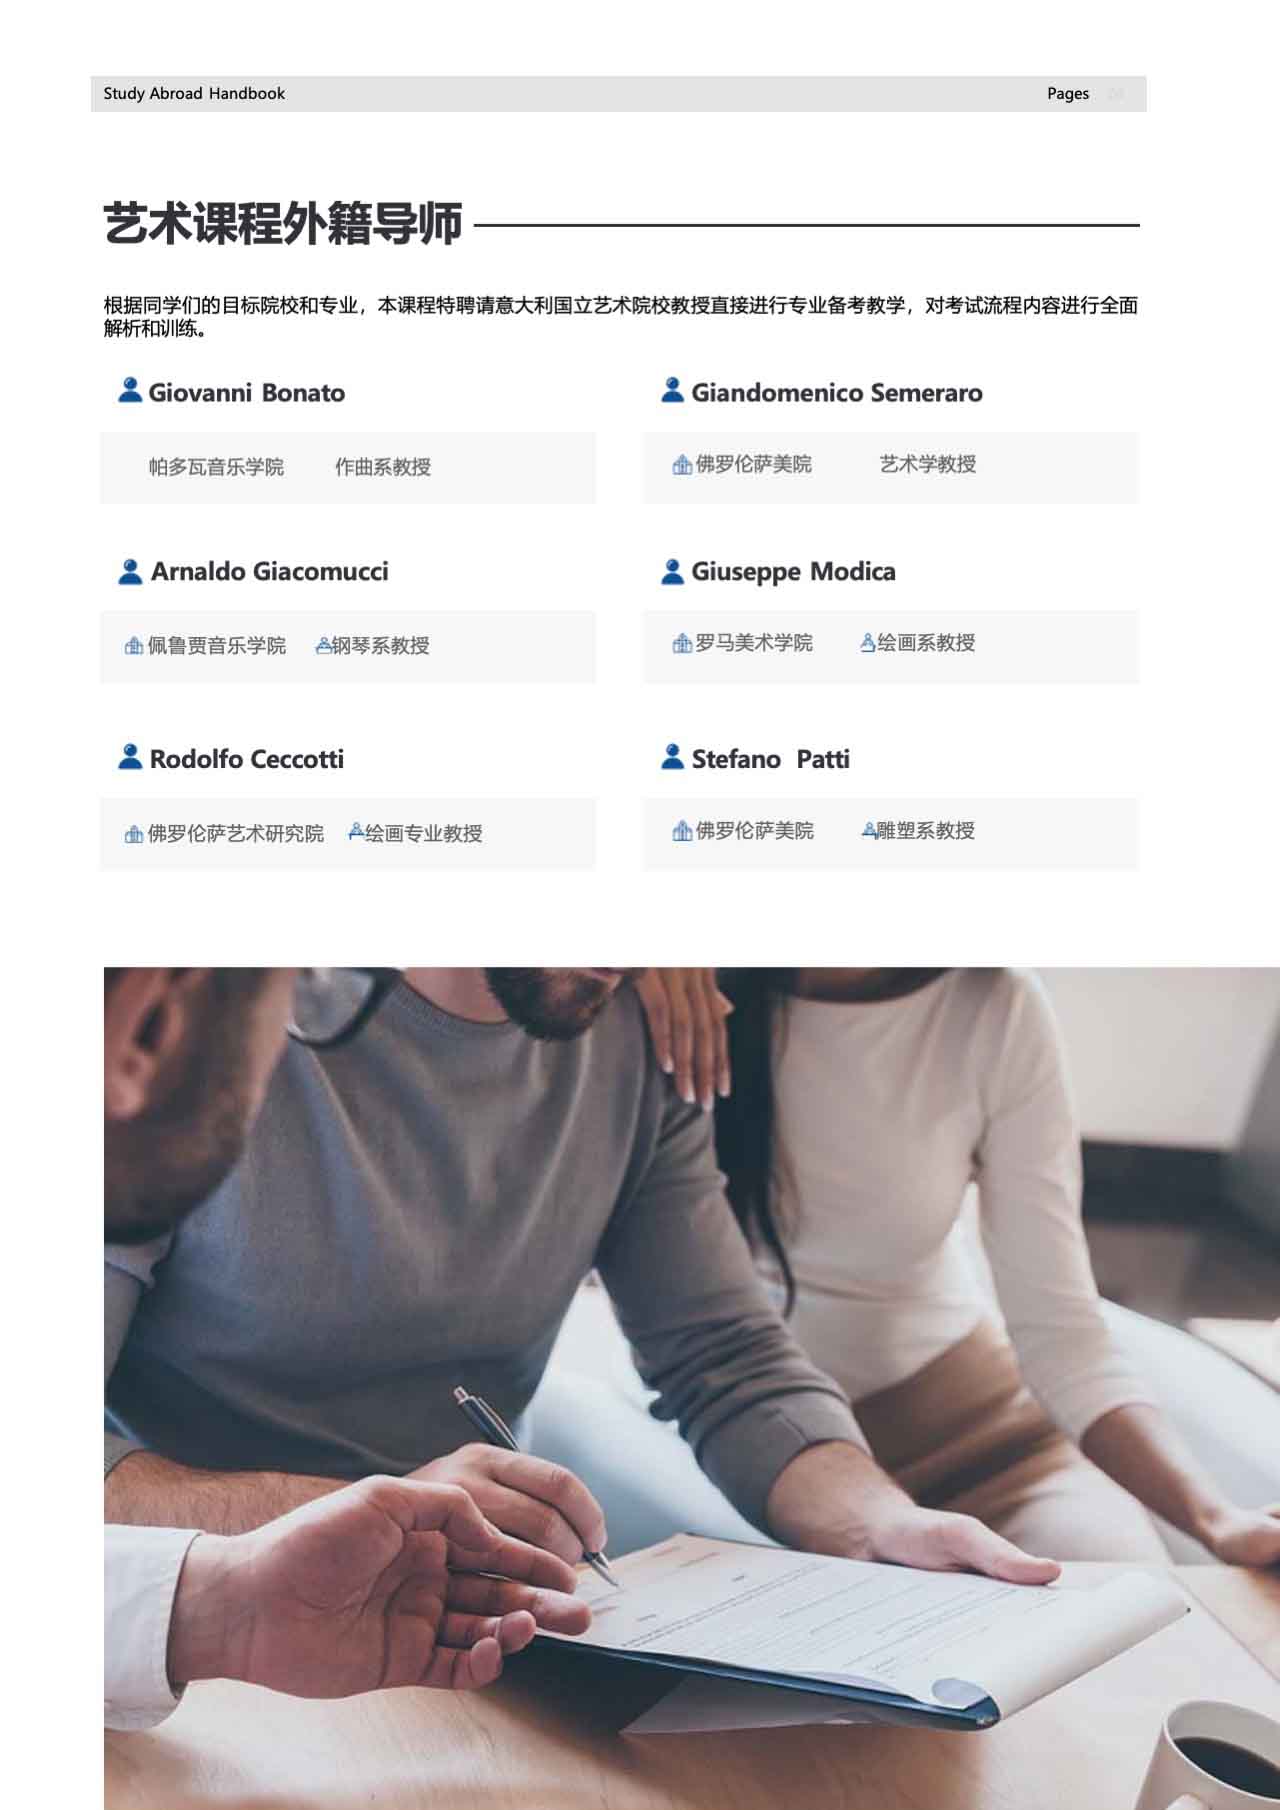 Study Abroad Handbook Pages
艺术课程外籍导师
根据同学们的目标院校和专业，本课程特聘请意大利国立艺术院校教授直接进行专业备考教学，对考试流程内容进行全面
解析和训练。
Giovanni Bonato
帕多瓦音乐学院 作曲系教授
Giandomenico Semeraro
佛罗伦萨美院 艺术学教授
Arnaldo Giacomucci
佩鲁贾音乐学院 钢琴系教授
Giuseppe Modica
罗马美术学院 绘画系教授
Rodolfo Ceccotti
佛罗伦萨艺术研究院 绘画专业教授
Stefano Patti
佛罗伦萨美院 雕塑系教授